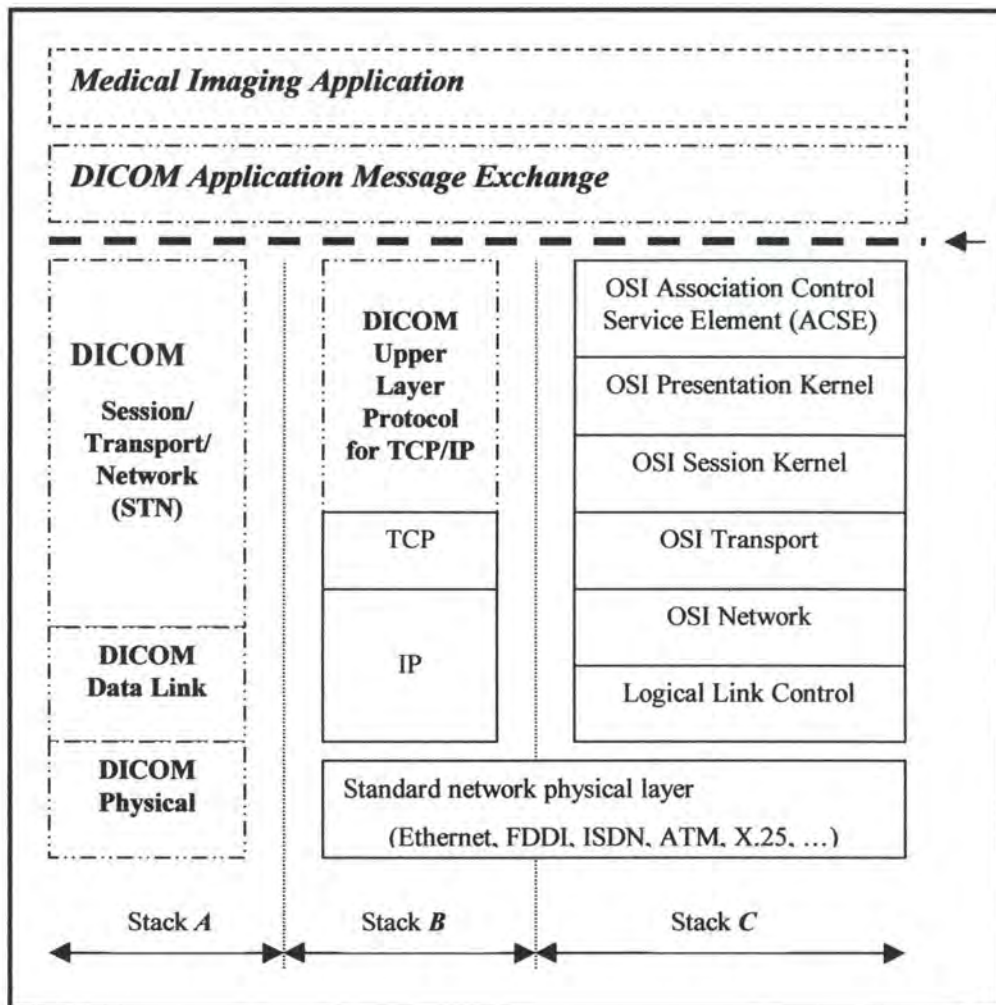 Medical Imaging Application
DICOM Application Message Exchange
DICOM
Session/
Transport/
Network
(STN)
DICOM
Data Link
DICOM
Physical
DICOM
Upper
Layer
Protocol
for TCP/IP
TCP
IP
OSI Association Control
Service Element (ACSE)
OSI Presentation Kernel
OSI Session Kernel
OSI Transport
OSI Network
Logical Link Control
Standard network physical layer
(Ethernet, FDDI, ISDN, ATM, X.25, …)
Stack A
Stack B
Stack C